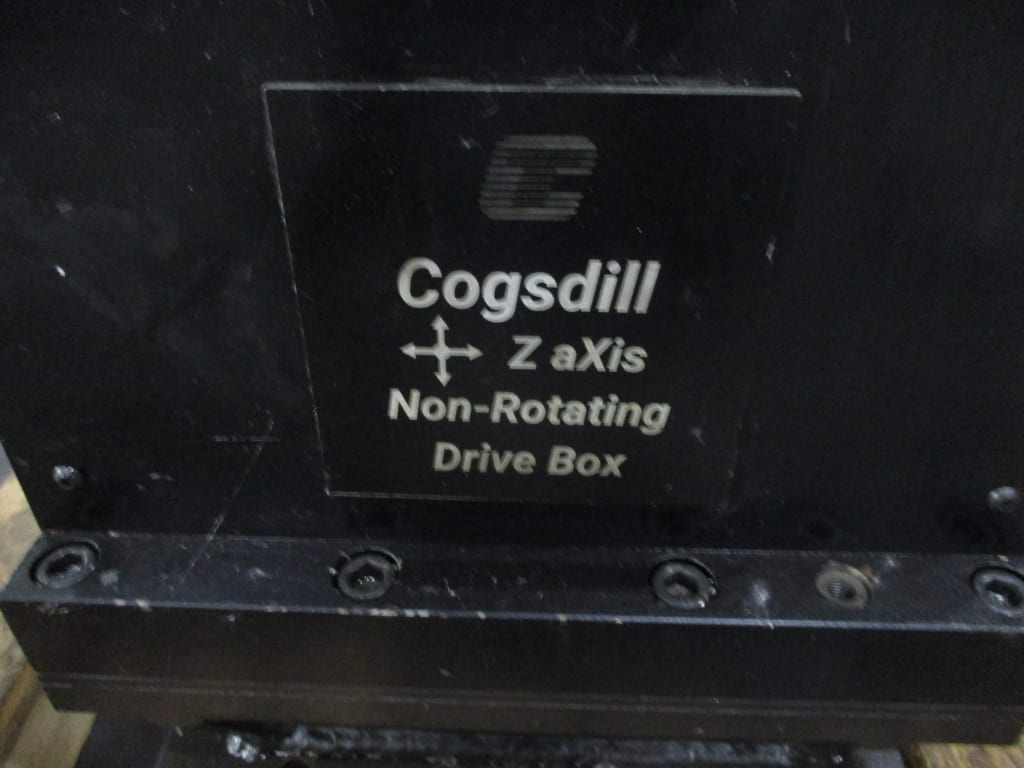 Cogsdill
Z aXis
Non-Rotating
Drive Box